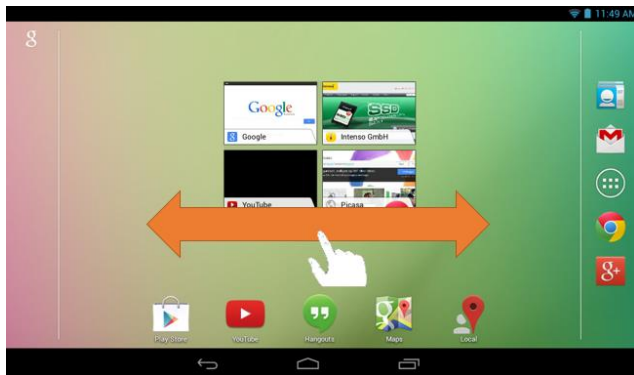 11:49 AM
g
Google
SSD
Google
Intenso GmbH
YouTube
Picasa
g+
Play Store
YouTube
Hangouts
Maps
Local